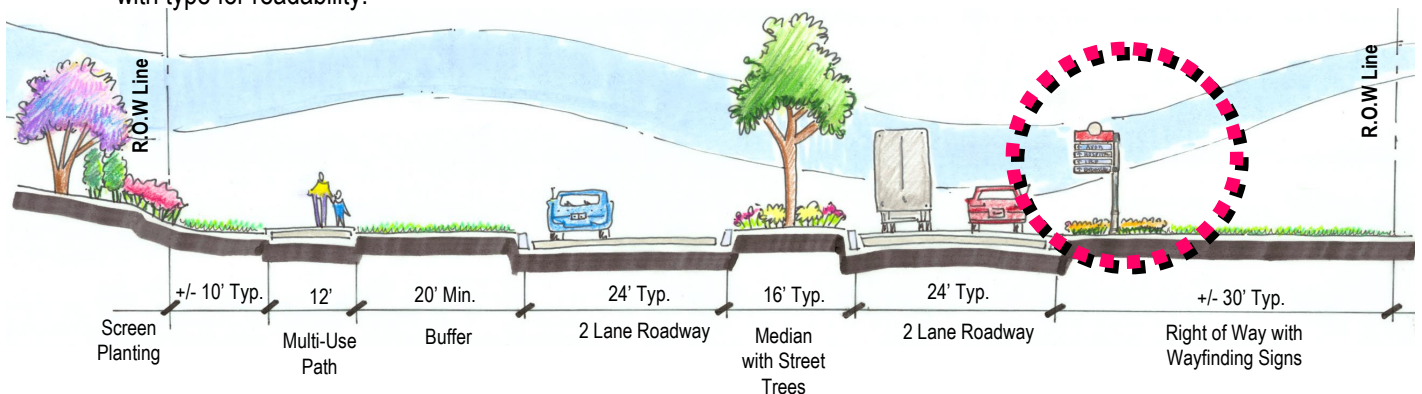 with type for readability.
R.O.W Line
R.O.W Line
+/- 10’ Typ.
12’
20’ Min.
24’ Typ.
16’ Typ.
24’ Typ.
+/- 30’ Typ.
Screen
Planting
Multi-Use
Path
Buffer
2 Lane Roadway
Median
with Street
Trees
2 Lane Roadway
Right of Way with
Wayfinding Signs